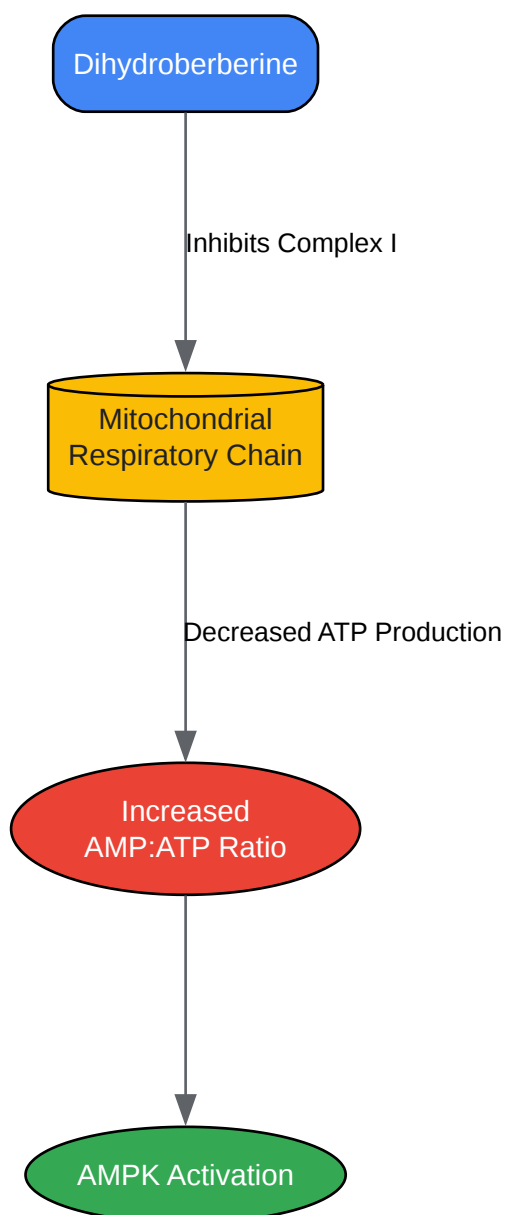 Dihydroberberine
Inhibits Complex I
Mitochondrial
Respiratory Chain
Decreased ATP Production
Increased
AMP:ATP Ratio
AMPK Activation